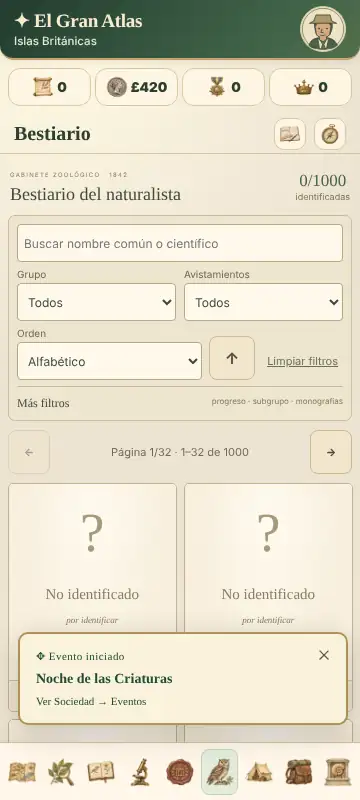 ✦ El Gran Atlas
Islas Británicas
0
£420
0
0
Bestiario
GABINETE ZOOLÓGICO · 1842
Bestiario del naturalista
0/1000
identificadas
Buscar nombre común o científico
Grupo
Avistamientos
Todos
Todos
Orden
Alfabético
↑
Limpiar filtros
Más filtros
progreso · subgrupo · monografías
←
Página 1/32 · 1–32 de 1000
→
?
?
No identificado
No identificado
por identificar
por identificar
✥ Evento iniciado
Noche de las Criaturas
Ver Sociedad → Eventos